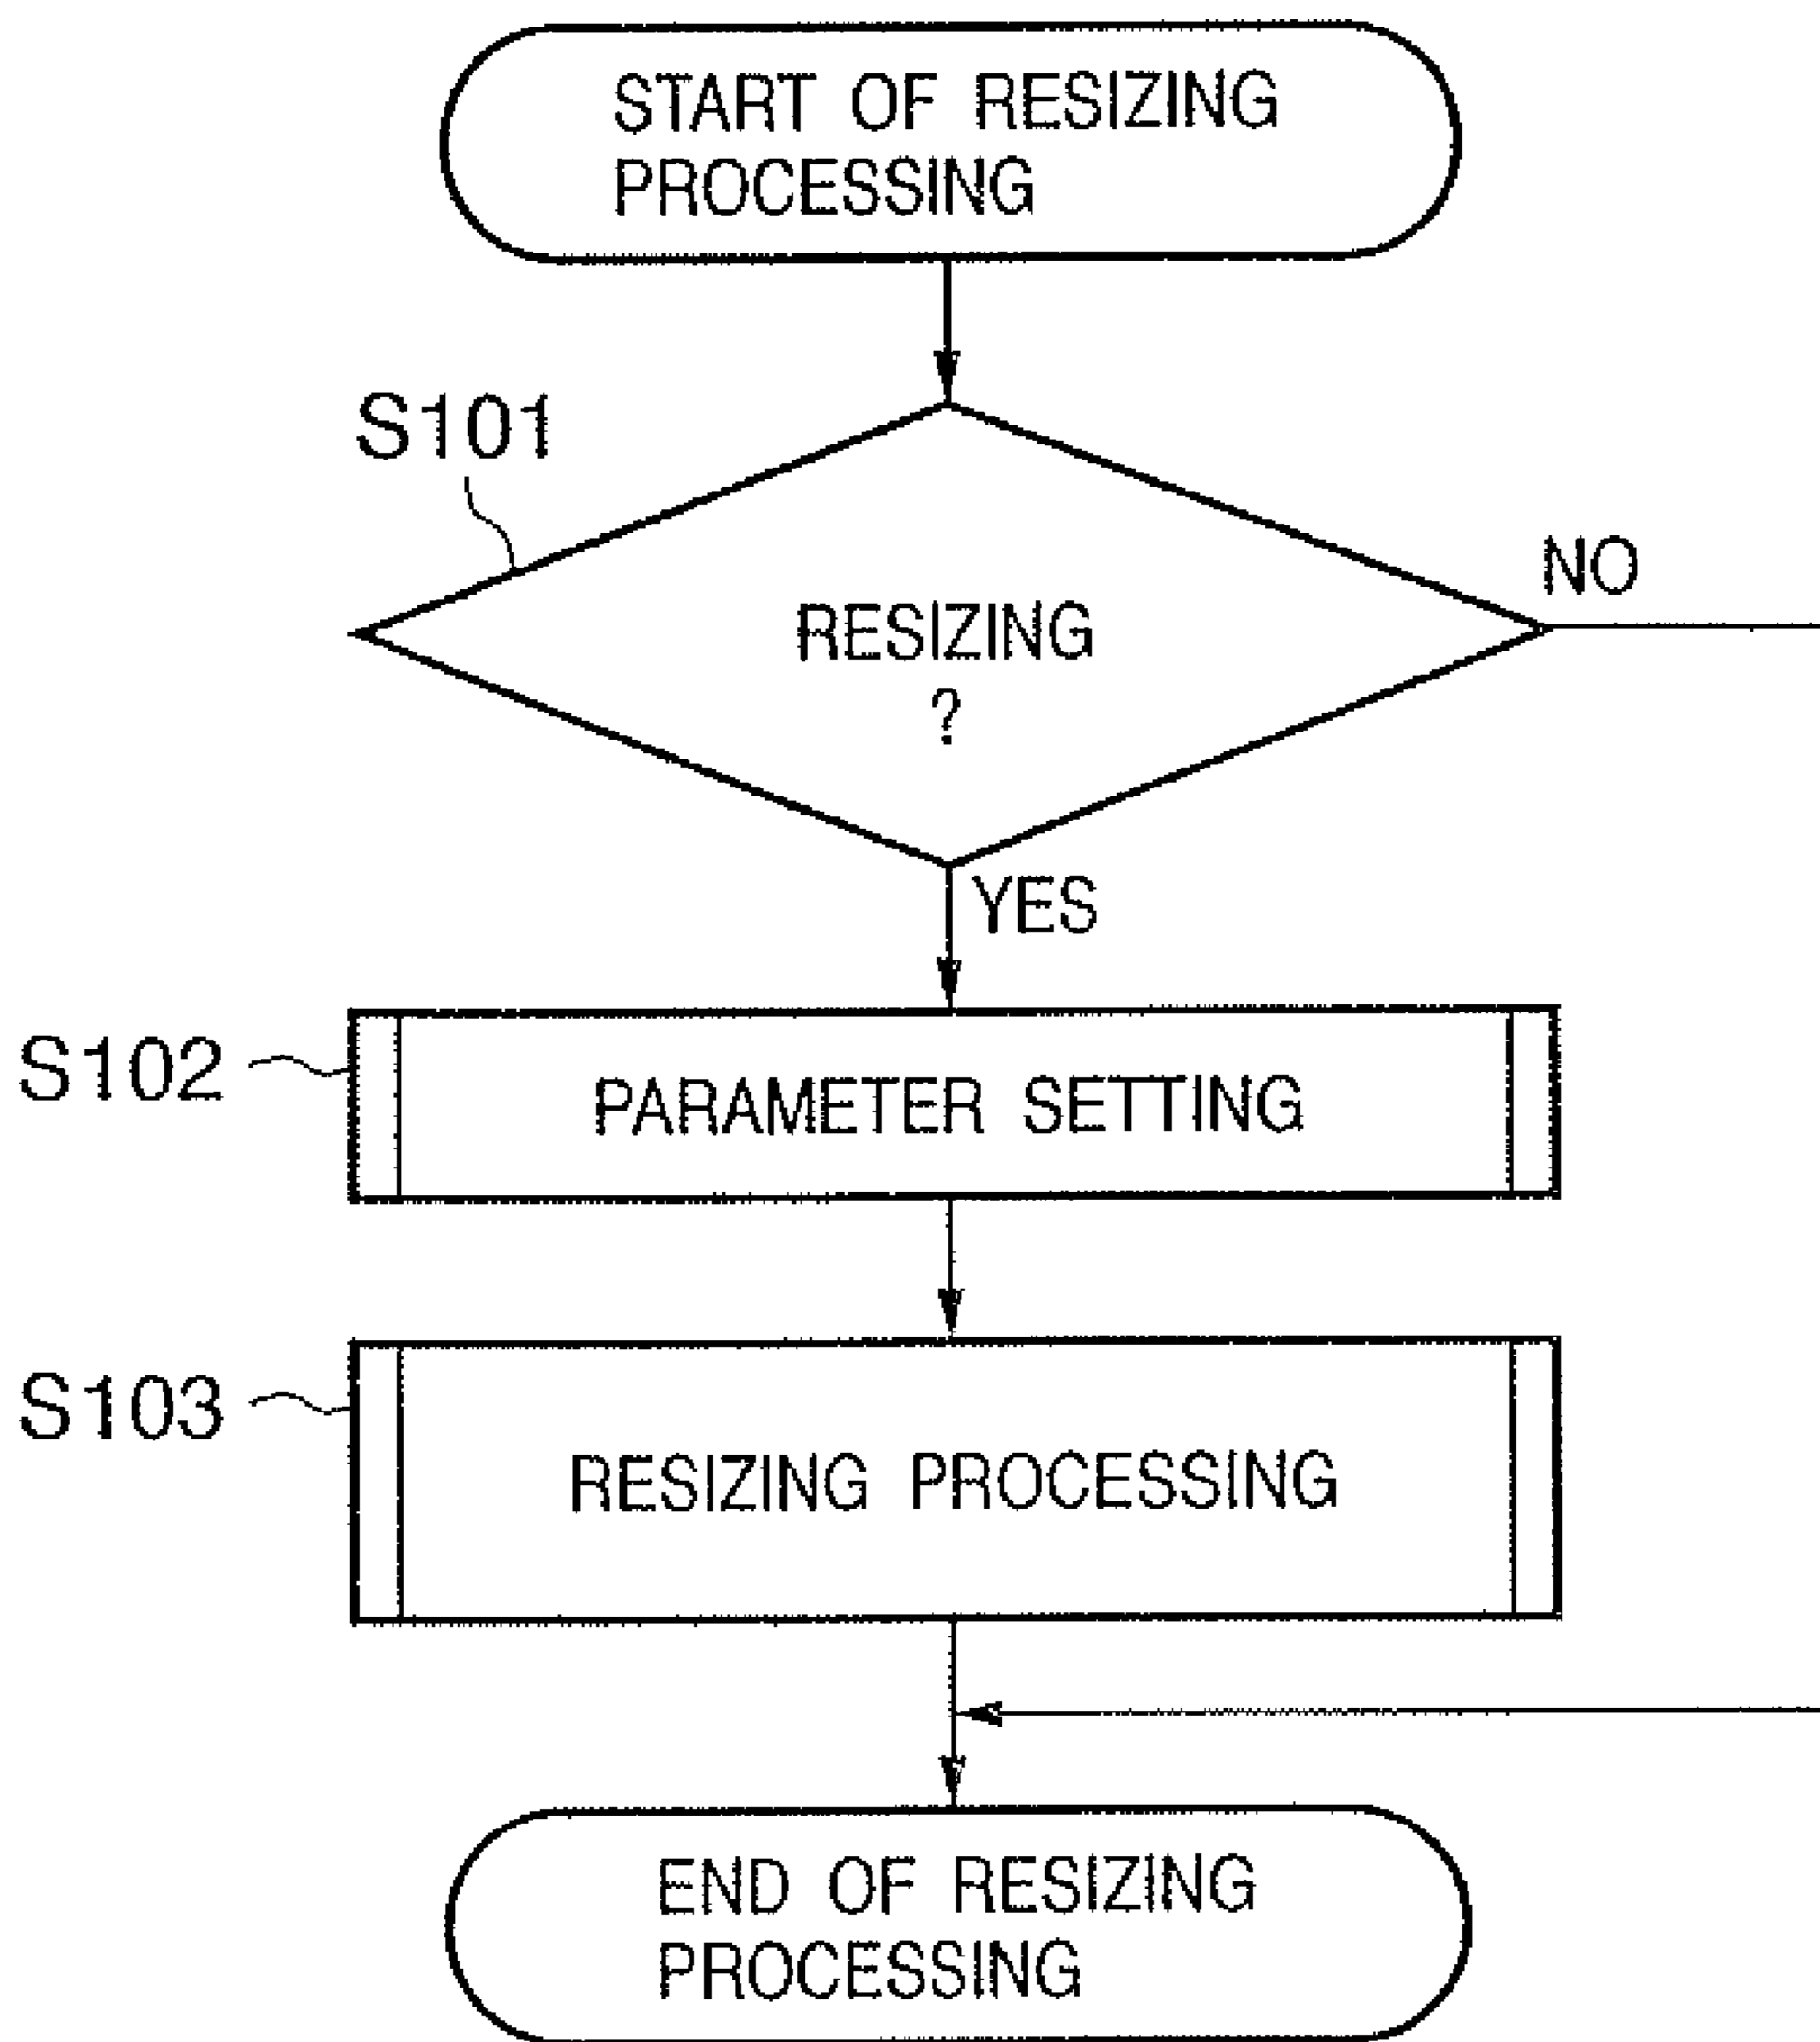 START OF RESIZING
PROCESSING
S101
NO
RESIZING
?
YES
S102
PARAMETER SETTING
S103
RESIZING PROCESSING
END OF RESIZING
PROCESSING